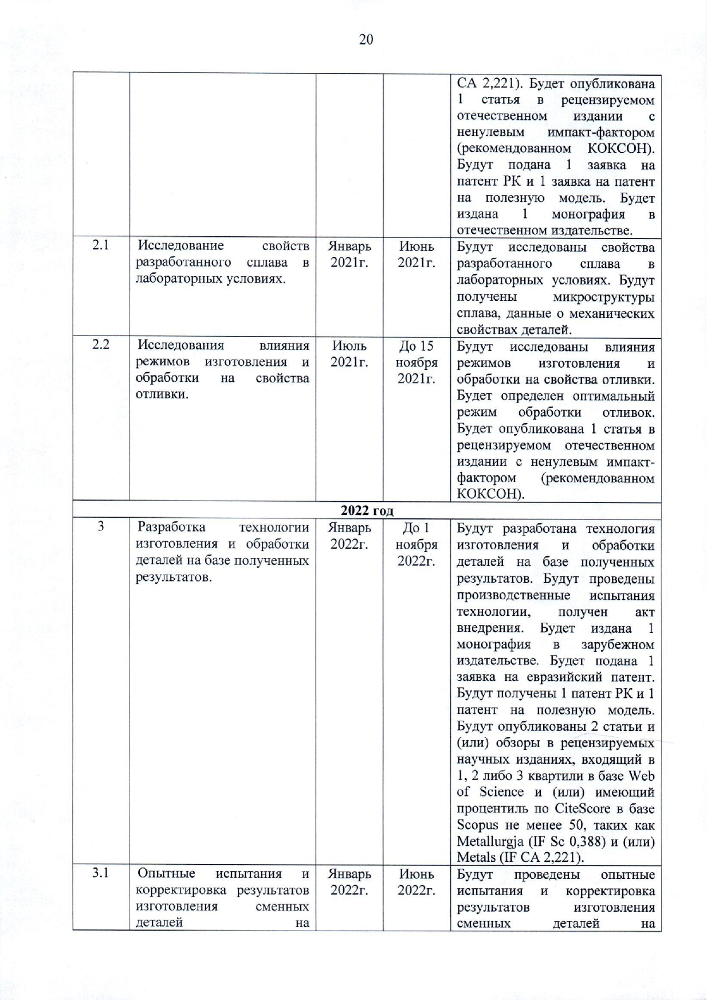 20
СА 2,221). Будет опубликована
1 статья в рецензируемом
отечественном издании с
ненулевым импакт-фактором
(рекомендованном КОКСОН).
Будут подана 1 заявка на
патент РК и 1 заявка на патент
на полезную модель. Будет
издана 1 монография в
отечественном издательстве.
2.1
Исследование свойств
разработанного сплава в
лабораторных условиях.
Январь
2021г.
Июнь
2021г.
Будут исследованы свойства
разработанного сплава в
лабораторных условиях. Будут
получены микроструктуры
сплава, данные о механических
свойствах деталей.
2.2
Исследования влияния
режимов изготовления и
обработки на свойства
отливки.
Июль
2021г.
До 15
ноября
2021г.
Будут исследованы влияния
режимов изготовления и
обработки на свойства отливки.
Будет определен оптимальный
режим обработки отливок.
Будет опубликована 1 статья в
рецензируемом отечественном
издании с ненулевым импакт-
фактором (рекомендованном
КОКСОН).
2022 год
3
Разработка технологии
изготовления и обработки
деталей на базе полученных
результатов.
Январь
2022г.
До 1
ноября
2022г.
Будут разработана технология
изготовления и обработки
деталей на базе полученных
результатов. Будут проведены
производственные испытания
технологии, получен акт
внедрения. Будет издана 1
монография в зарубежном
издательстве. Будет подана 1
заявка на евразийский патент.
Будут получены 1 патент РК и 1
патент на полезную модель.
Будут опубликованы 2 статьи и
(или) обзоры в рецензируемых
научных изданиях, входящий в
1, 2 либо 3 квартили в базе Web
of Science и (или) имеющий
процентиль по CiteScore в базе
Scopus не менее 50, таких как
Metallurgja (IF Sc 0,388) и (или)
Metals (IF CA 2,221).
3.1
Опытные испытания и
корректировка результатов
изготовления сменных
деталей на
Январь
2022г.
Июнь
2022г.
Будут проведены опытные
испытания и корректировка
результатов изготовления
сменных деталей на